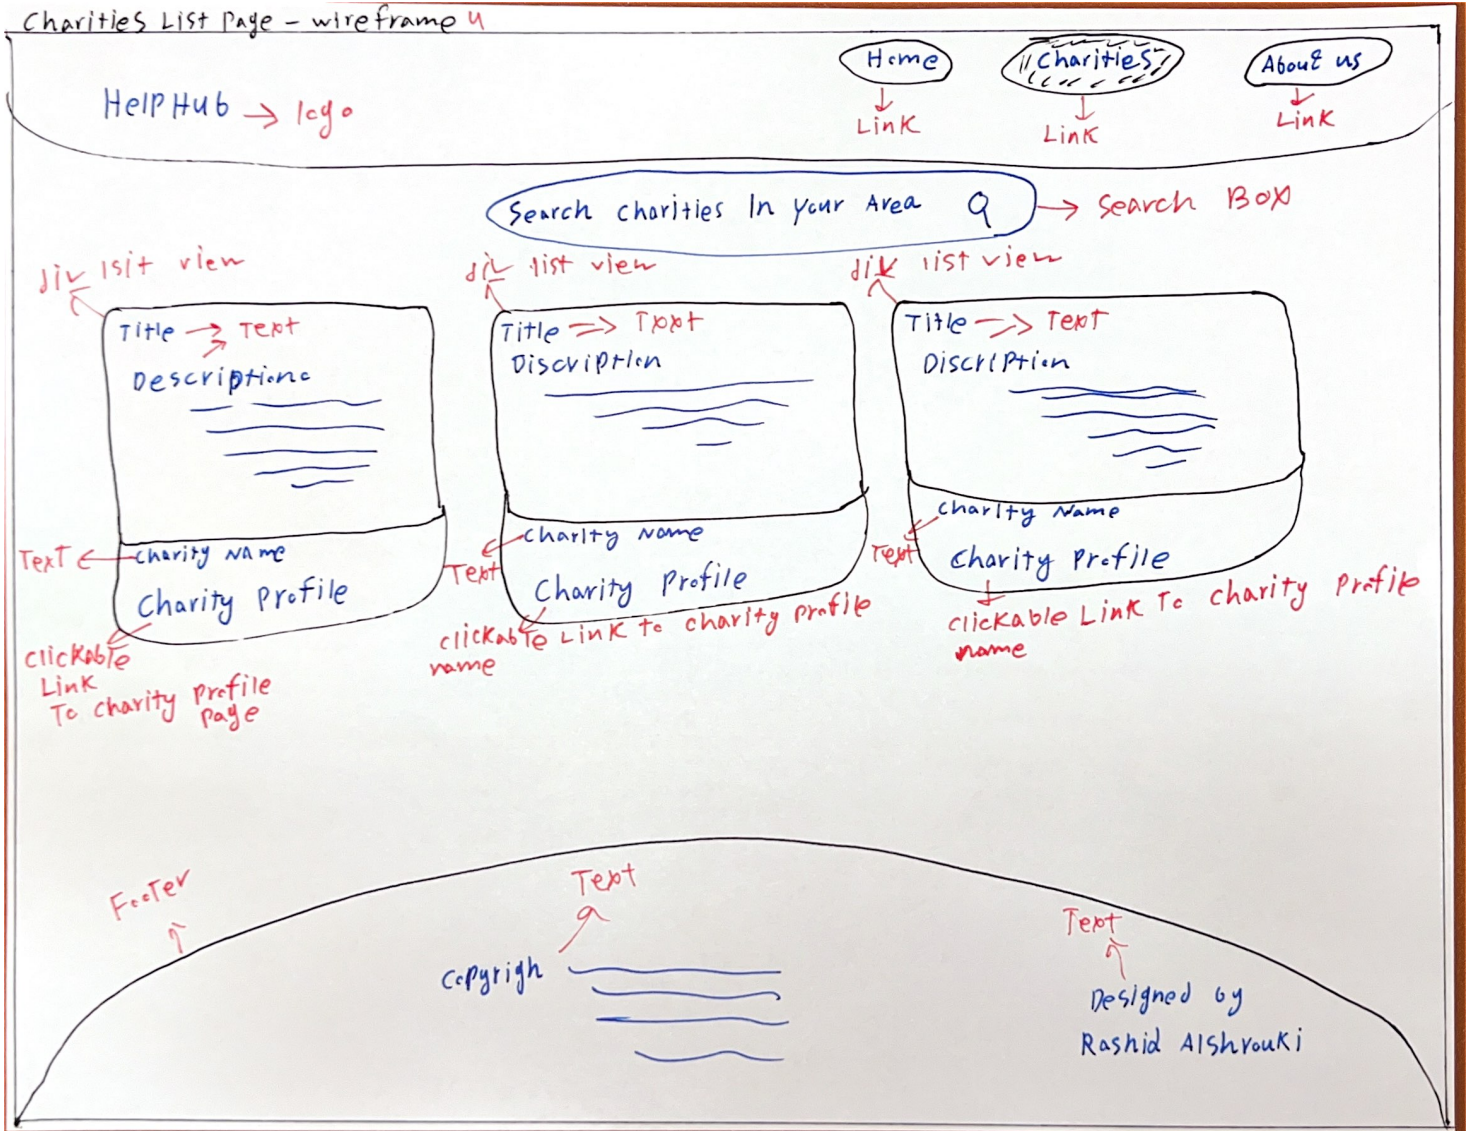 Charities List Page - wireframe 4
HelpHub → logo
Home
Charities
About us
Link
Link
Link
Search charities In your Area
→ Search Box
div lsit view
div list view
div list view
Title → Text
Description
Title => Text
Discription
Title => Text
Discription
Text ← Charity Name
Charity Profile
Text
Charity Name
Charity Profile
Text
Charity Name
Charity Profile
clickable
Link
To charity profile
page
clickable Link to charity profile
name
clickable Link To charity Profile
name
Footer
Text
Copyrigh
Text
Designed by
Rashid Alshrouki